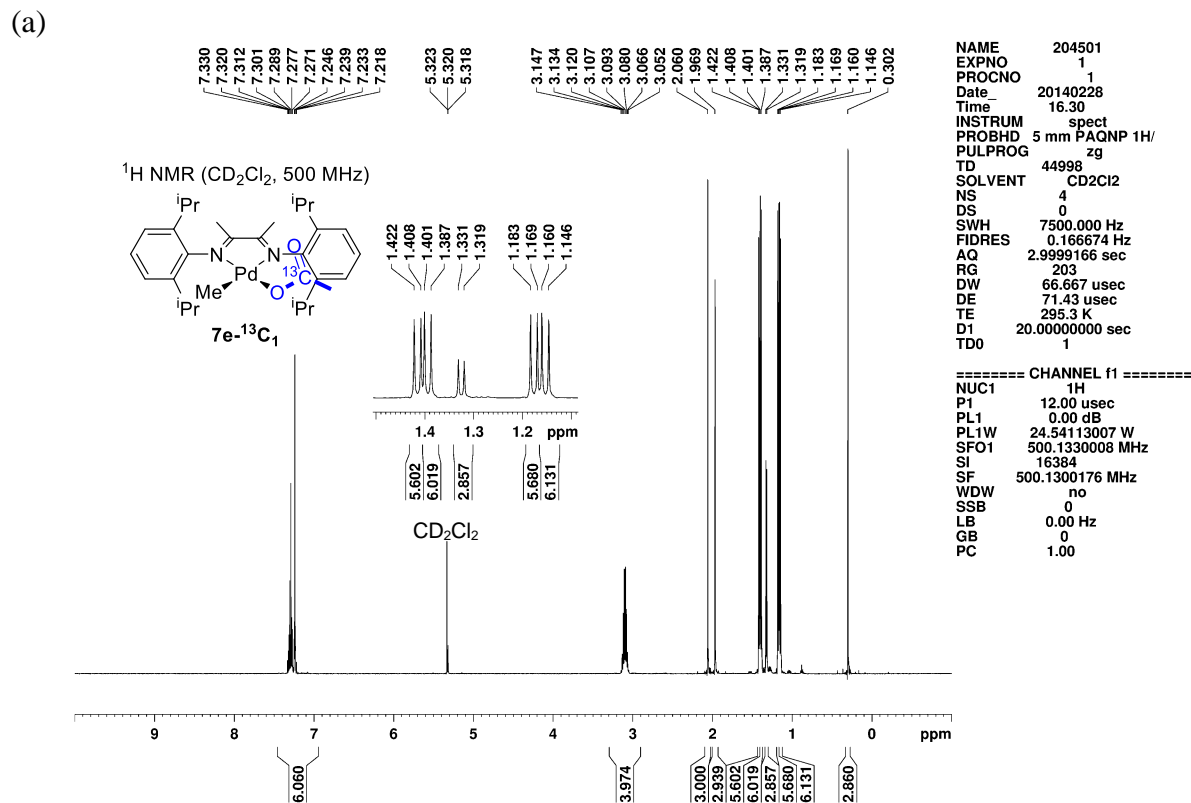 (a)
7.330
7.320
7.312
7.301
7.289
7.277
7.271
7.246
7.239
7.233
7.218
5.323
5.320
5.318
3.147
3.134
3.120
3.107
3.093
3.080
3.066
3.052
2.060
1.969
1.422
1.408
1.401
1.387
1.331
1.319
1.183
1.169
1.160
1.146
0.302
NAME 204501
EXPNO 1
PROCNO 1
Date_ 20140228
Time 16.30
INSTRUM spect
PROBHD 5 mm PAQNP 1H/
PULPROG zg
TD 44998
SOLVENT CD2Cl2
NS 4
DS 0
SWH 7500.000 Hz
FIDRES 0.166674 Hz
AQ 2.9999166 sec
RG 203
DW 66.667 usec
DE 71.43 usec
TE 295.3 K
D1 20.00000000 sec
TD0 1
======== CHANNEL f1 ========
NUC1 1H
P1 12.00 usec
PL1 0.00 dB
PL1W 24.54113007 W
SFO1 500.1330008 MHz
SI 16384
SF 500.1300176 MHz
WDW no
SSB 0
LB 0.00 Hz
GB 0
PC 1.00
¹H NMR (CD₂Cl₂, 500 MHz)
ⁱPr
ⁱPr
O
N
N
Pd
¹³C
Me
O
ⁱPr
ⁱPr
7e-¹³C₁
1.422
1.408
1.401
1.387
1.331
1.319
1.183
1.169
1.160
1.146
1.4 1.3 1.2 ppm
5.602
6.019
2.857
5.680
6.131
CD₂Cl₂
9 8 7 6 5 4 3 2 1 0 ppm
6.060
3.974
3.000
2.939
5.602
6.019
2.857
5.680
6.131
2.860